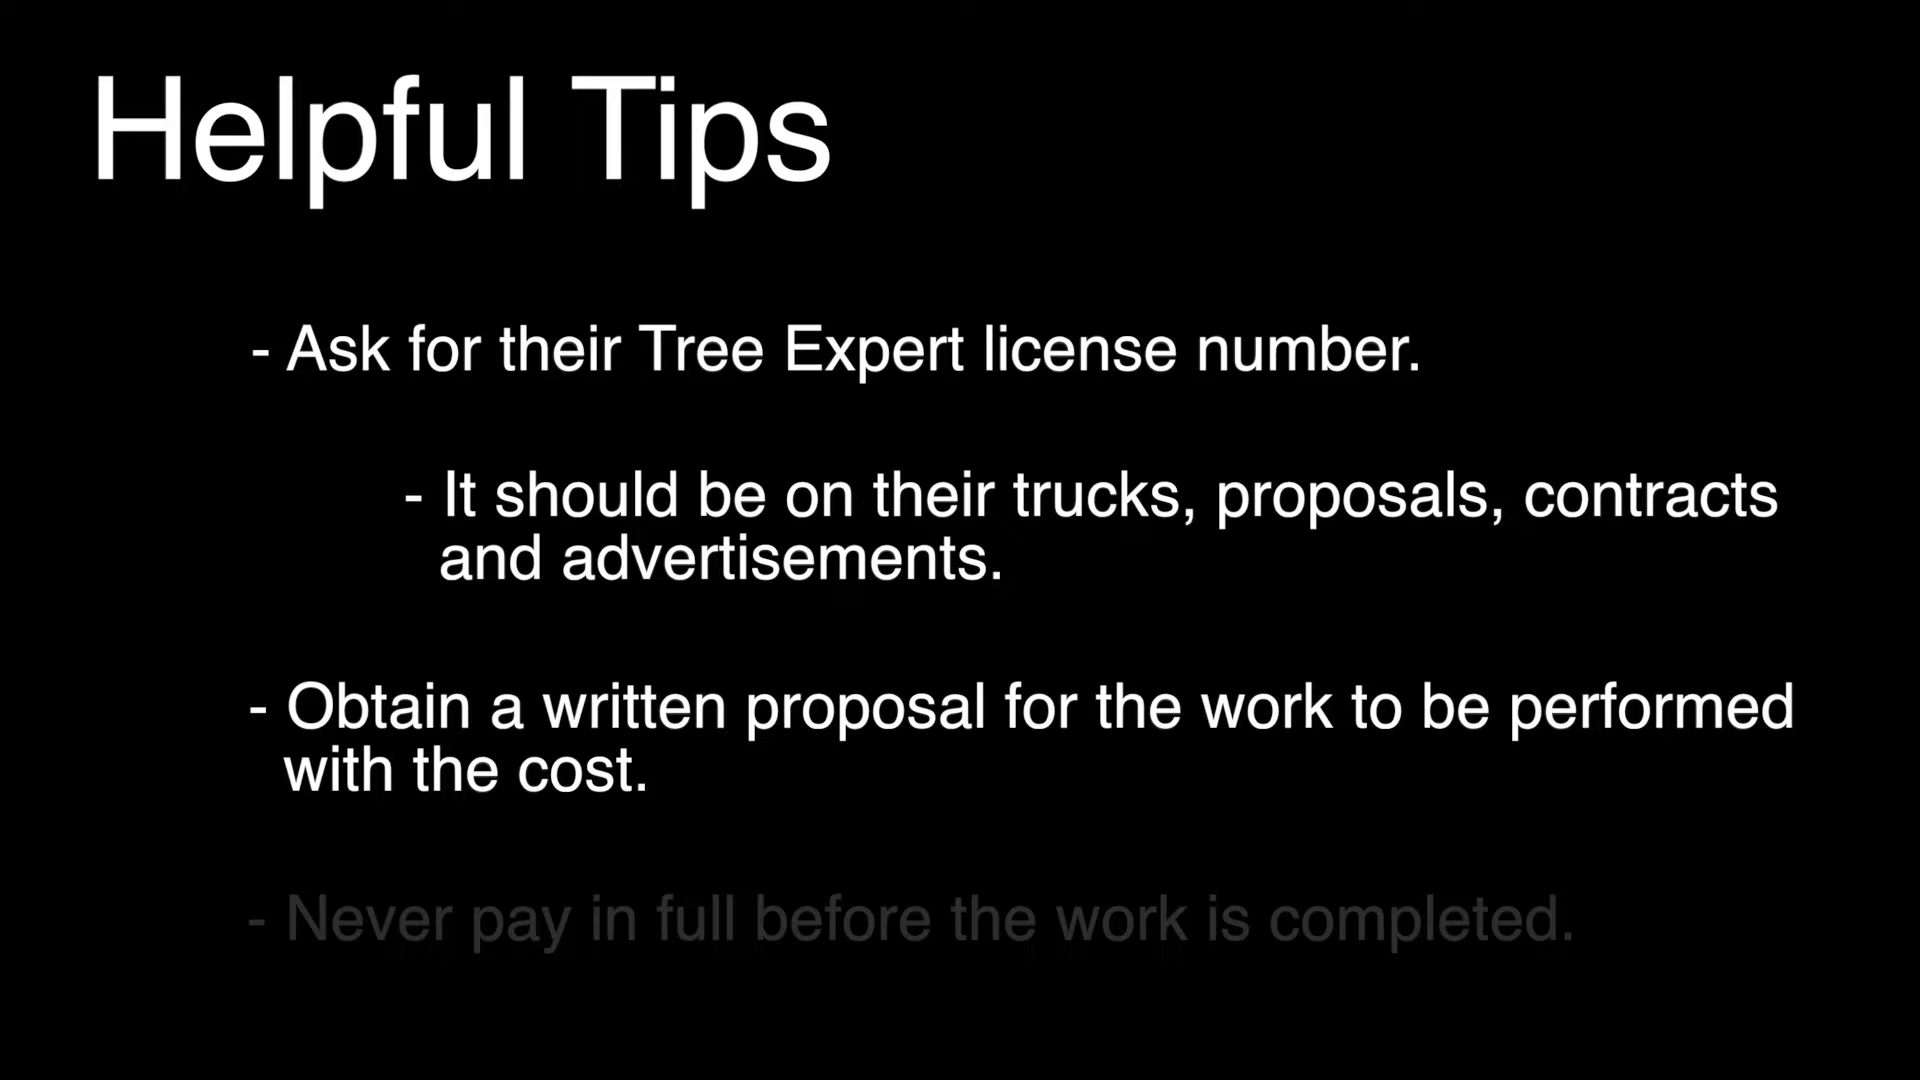 Helpful Tips
- Ask for their Tree Expert license number.
- It should be on their trucks, proposals, contracts
and advertisements.
- Obtain a written proposal for the work to be performed
with the cost.
- Never pay in full before the work is completed.